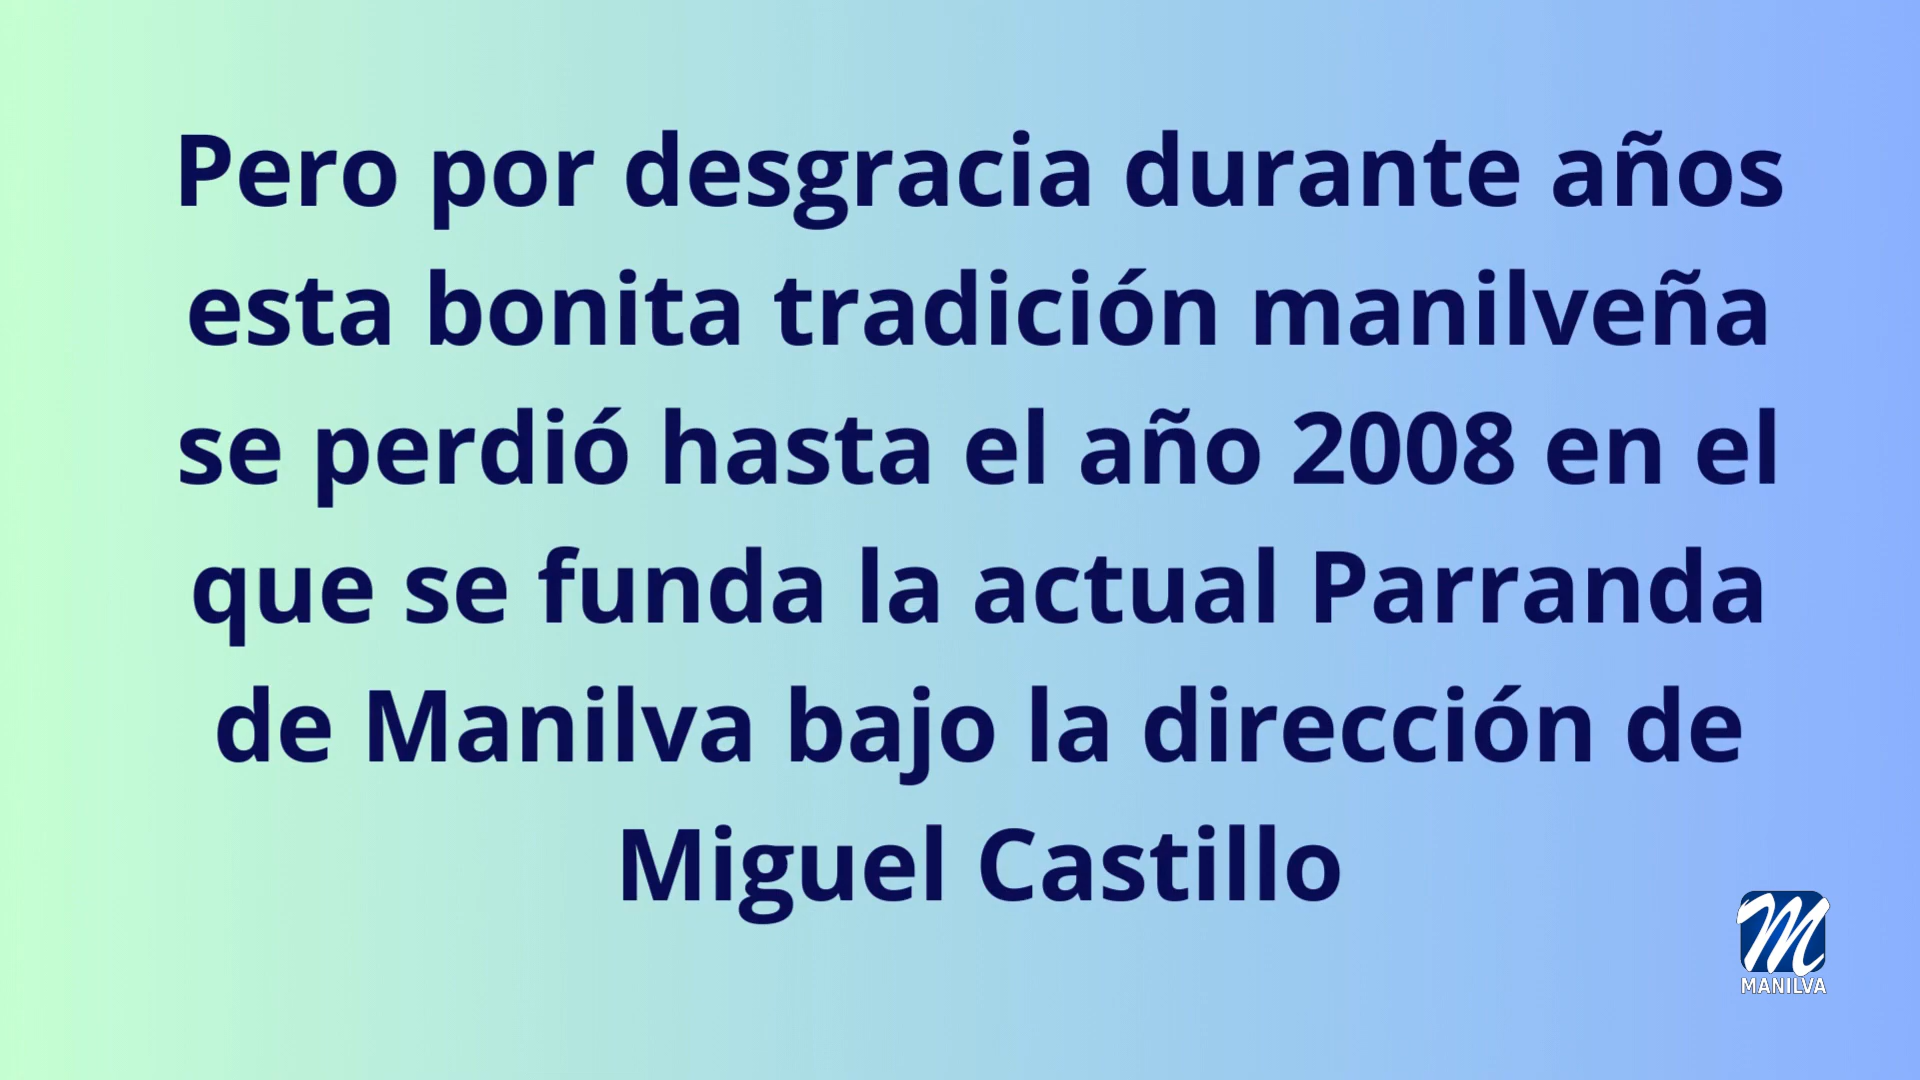 Pero por desgracia durante años
esta bonita tradición manilveña
se perdió hasta el año 2008 en el
que se funda la actual Parranda
de Manilva bajo la dirección de
Miguel Castillo
M
MANILVA